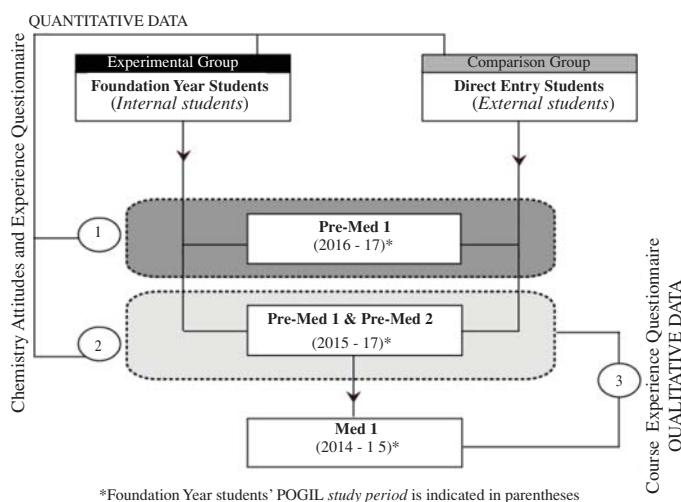 QUANTITATIVE DATA
Chemistry Attitudes and Experience Questionnaire
Experimental Group
Foundation Year Students
(Internal students)
Comparison Group
Direct Entry Students
(External students)
1
Pre-Med 1
(2016 - 17)*
2
Pre-Med 1 & Pre-Med 2
(2015 - 17)*
3
Med 1
(2014 - 1 5)*
Course Experience Questionnaire
QUALITATIVE DATA
*Foundation Year students' POGIL study period is indicated in parentheses